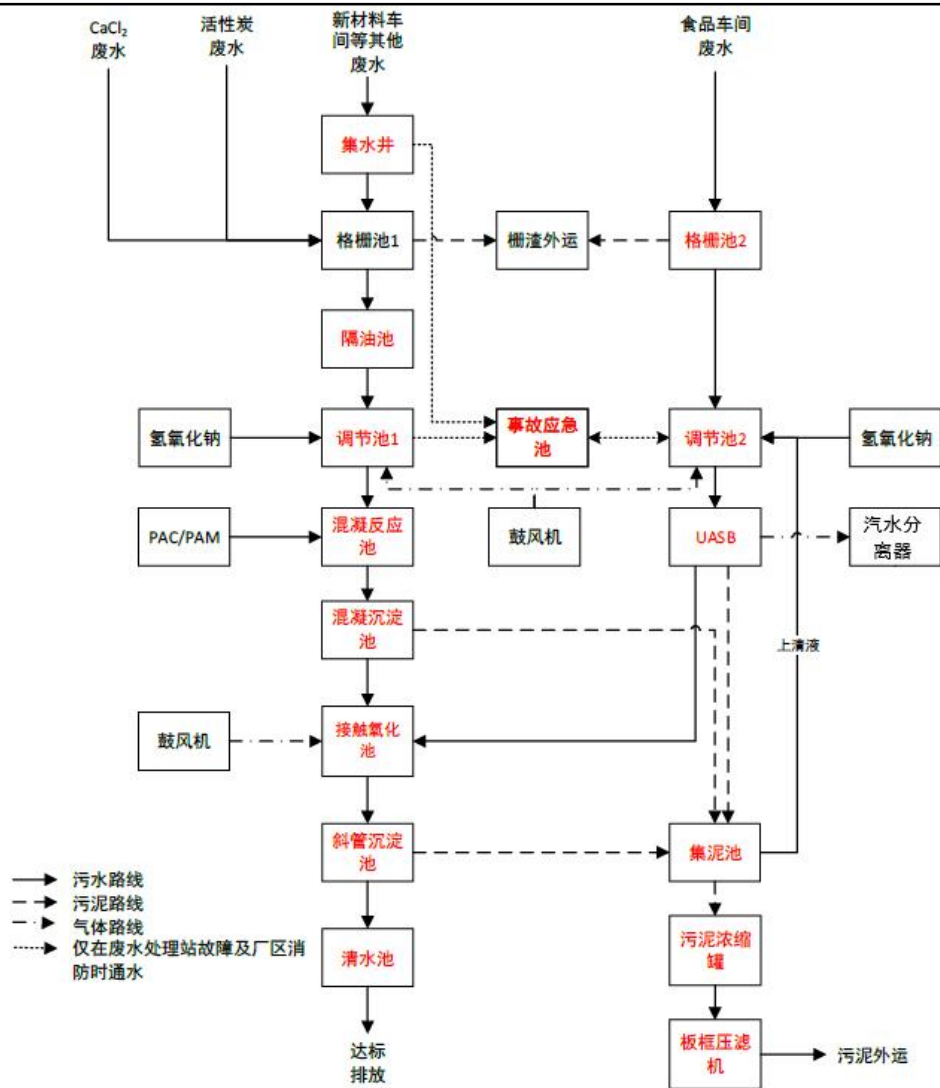 CaCl₂
废水
活性炭
废水
新材料车
间等其他
废水
食品车间
废水
集水井
格栅池1
栅渣外运
格栅池2
隔油池
氢氧化钠
调节池1
事故应急
池
调节池2
氢氧化钠
PAC/PAM
混凝反应
池
鼓风机
UASB
汽水分
离器
混凝沉淀
池
上清液
鼓风机
接触氧化
池
斜管沉淀
池
集泥池
污水路线
污泥路线
气体路线
仅在废水处理站故障及厂区消
防时通水
清水池
污泥浓缩
罐
达标
排放
板框压滤
机
污泥外运